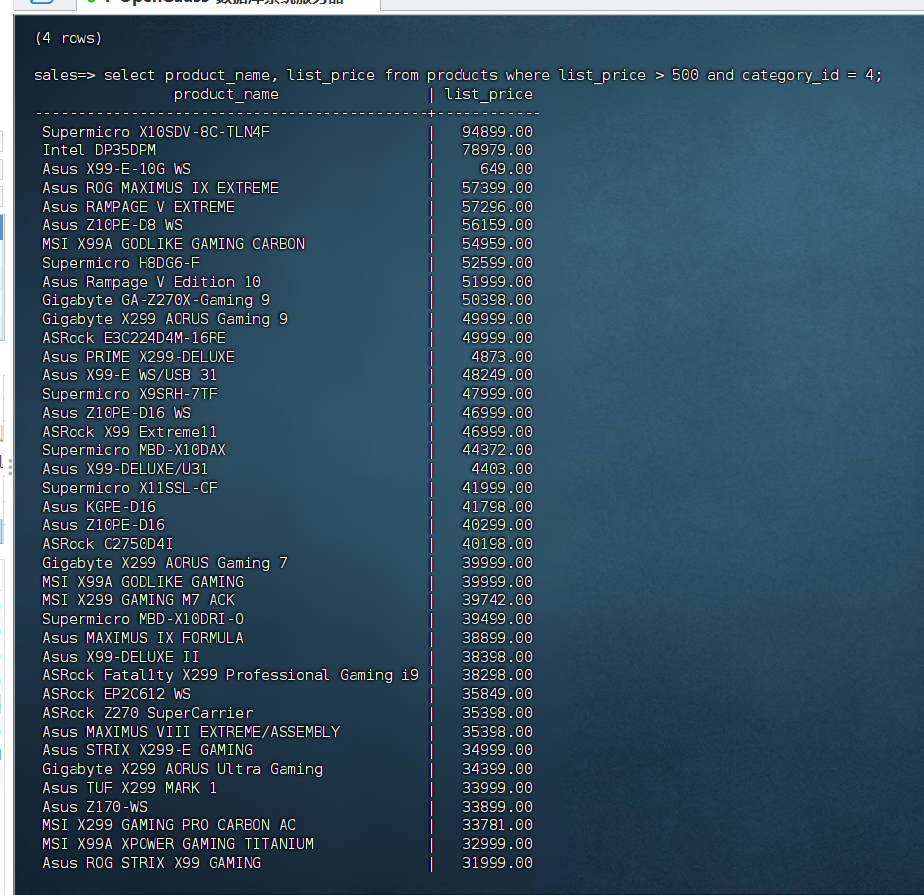 (4 rows)
sales=> select product_name, list_price from products where list_price > 500 and category_id = 4;
product_name | list_price
---------------------------------------------+------------
Supermicro X10SDV-8C-TLN4F | 94899.00
Intel DP35DPM | 78979.00
Asus X99-E-10G WS | 649.00
Asus ROG MAXIMUS IX EXTREME | 57399.00
Asus RAMPAGE V EXTREME | 57296.00
Asus Z10PE-D8 WS | 56159.00
MSI X99A GODLIKE GAMING CARBON | 54959.00
Supermicro H8DG6-F | 52599.00
Asus Rampage V Edition 10 | 51999.00
Gigabyte GA-Z270X-Gaming 9 | 50398.00
Gigabyte X299 AORUS Gaming 9 | 49999.00
ASRock E3C224D4M-16RE | 49999.00
Asus PRIME X299-DELUXE | 4873.00
Asus X99-E WS/USB 31 | 48249.00
Supermicro X9SRH-7TF | 47999.00
Asus Z10PE-D16 WS | 46999.00
ASRock X99 Extreme11 | 46999.00
Supermicro MBD-X10DAX | 44372.00
Asus X99-DELUXE/U31 | 4403.00
Supermicro X11SSL-CF | 41999.00
Asus KGPE-D16 | 41798.00
Asus Z10PE-D16 | 40299.00
ASRock C2750D4I | 40198.00
Gigabyte X299 AORUS Gaming 7 | 39999.00
MSI X99A GODLIKE GAMING | 39999.00
MSI X299 GAMING M7 ACK | 39742.00
Supermicro MBD-X10DRI-O | 39499.00
Asus MAXIMUS IX FORMULA | 38899.00
Asus X99-DELUXE II | 38398.00
ASRock Fatal1ty X299 Professional Gaming i9 | 38298.00
ASRock EP2C612 WS | 35849.00
ASRock Z270 SuperCarrier | 35398.00
Asus MAXIMUS VIII EXTREME/ASSEMBLY | 35398.00
Asus STRIX X299-E GAMING | 34999.00
Gigabyte X299 AORUS Ultra Gaming | 34399.00
Asus TUF X299 MARK 1 | 33999.00
Asus Z170-WS | 33899.00
MSI X299 GAMING PRO CARBON AC | 33781.00
MSI X99A XPOWER GAMING TITANIUM | 32999.00
Asus ROG STRIX X99 GAMING | 31999.00